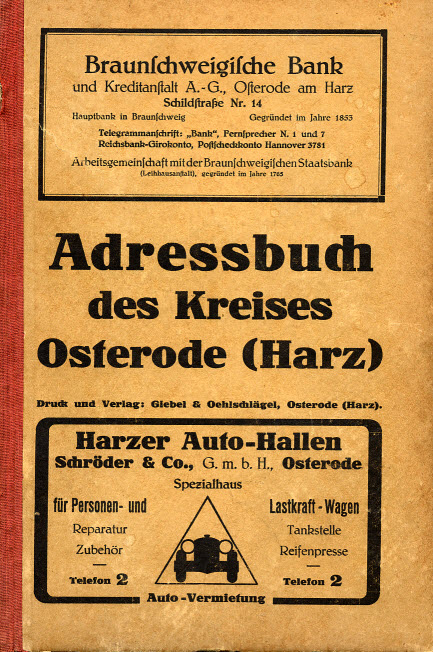 Braunſchweigiſche Bank
und Kreditanſtalt A.-G., Oſterode am Harz
Schildſtraße Nr. 14
Hauptbank in Braunſchweig Gegründet im Jahre 1853
Telegrammanſchrift: „Bank“, Fernſprecher N. 1 und 7
Reichsbank-Girokonto, Poſtſcheckkonto Hannover 3781
Arbeitsgemeinſchaft mit der Braunſchweigiſchen Staatsbank
(Leihhausanſtalt), gegründet im Jahre 1765
Adressbuch
des Kreises
Osterode (Harz)
Druck und Verlag: Giebel & Oehlſchlägel, Osterode (Harz).
Harzer Auto-Hallen
Schröder & Co., G. m. b. H., Osterode
Spezialhaus
für Personen- und Lastkraft-Wagen
Reparatur Tankstelle
Zubehör Reifenpresse
Telefon 2 Telefon 2
Auto-Vermietung